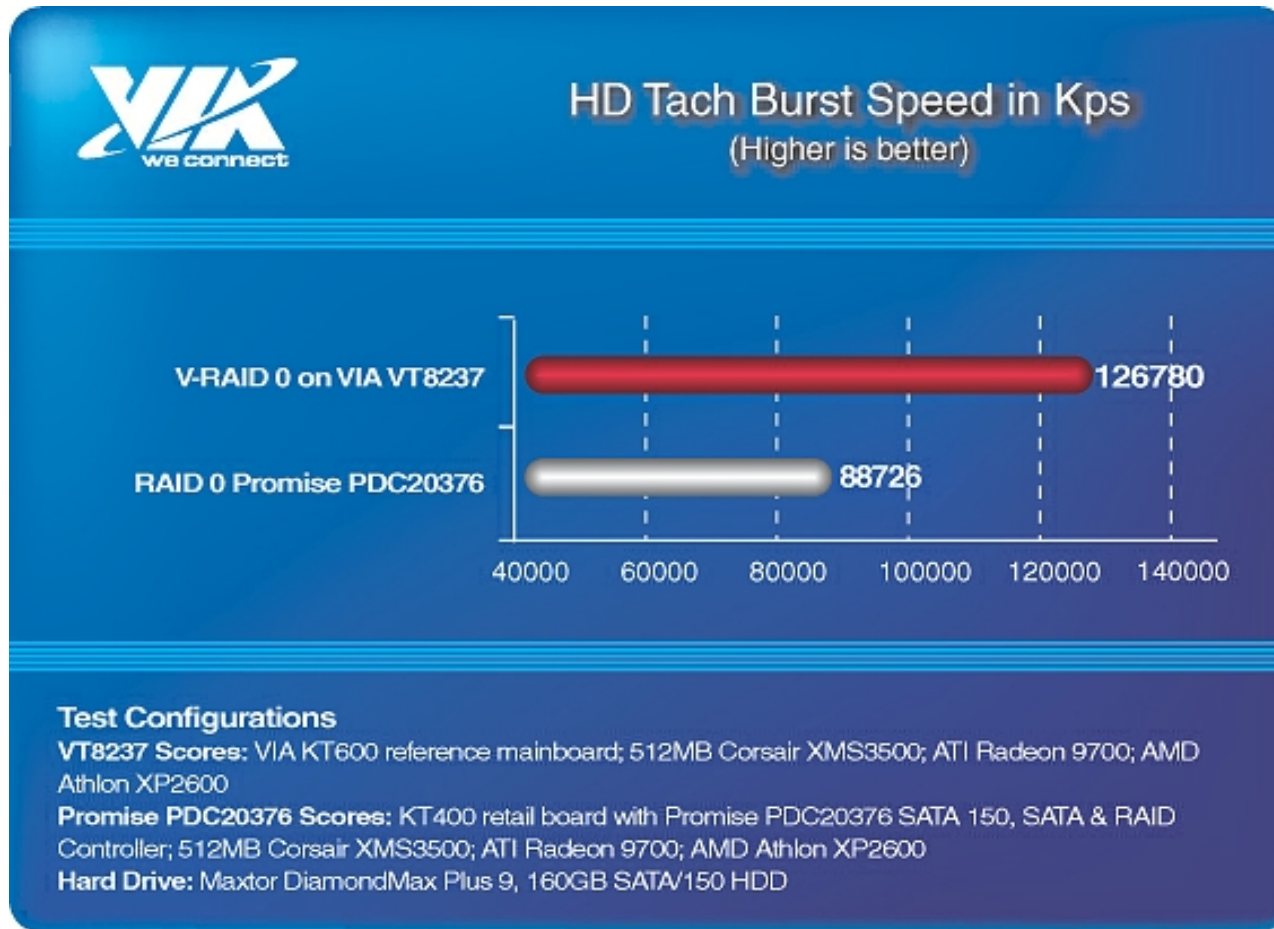 VIA
we connect
HD Tach Burst Speed in Kps
(Higher is better)
V-RAID 0 on VIA VT8237
126780
RAID 0 Promise PDC20376
88726
40000 60000 80000 100000 120000 140000
Test Configurations
VT8237 Scores: VIA KT600 reference mainboard; 512MB Corsair XMS3500; ATI Radeon 9700; AMD
Athlon XP2600
Promise PDC20376 Scores: KT400 retail board with Promise PDC20376 SATA 150, SATA & RAID
Controller; 512MB Corsair XMS3500; ATI Radeon 9700; AMD Athlon XP2600
Hard Drive: Maxtor DiamondMax Plus 9, 160GB SATA/150 HDD